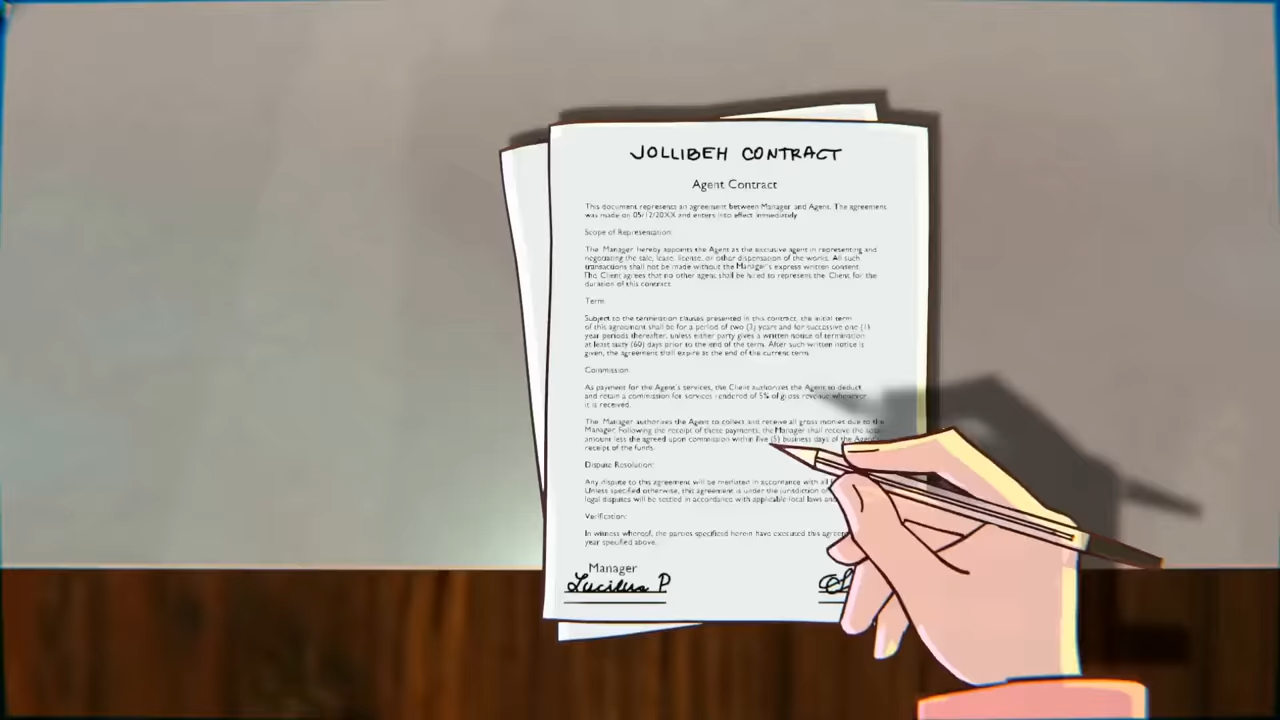 JOLLIBEH CONTRACT
Agent Contract
This document represents an agreement between Manager and Agent. The agreement
was made on 05/12/20XX and enters into effect immediately
Scope of Representation:
The Manager hereby appoints the Agent as the exclusive agent in representing and
negotiating the sale, lease, license, or other dispensation of the works. All such
transactions shall not be made without the Manager's express written consent.
The Client agrees that no other agent shall be hired to represent the Client for the
duration of this contract
Term:
Subject to the termination clauses presented in this contract, the initial term
of this agreement shall be for a period of two (2) years and for successive one (1)
year periods thereafter, unless either party gives a written notice of termination
at least sixty (60) days prior to the end of the term. After such written notice is
given, the agreement shall expire at the end of the current term
Commission:
As payment for the Agent's services, the Client authorizes the Agent to deduct
and retain a commission for services rendered of 5% of gross revenue whenever
it is received.
The Manager authorizes the Agent to collect and receive all gross monies due to the
Manager. Following the receipt of these payments, the Manager shall receive the total
amount less the agreed upon commission within five (5) business days of the Agent's
receipt of the funds.
Dispute Resolution:
Any dispute to this agreement will be mediated in accordance with all
Unless specified otherwise, this agreement is under the jurisdiction of
legal disputes will be settled in accordance with applicable local laws and
Verification:
In witness whereof, the parties specified herein have executed this
year specified above.
Manager
Lucilius P